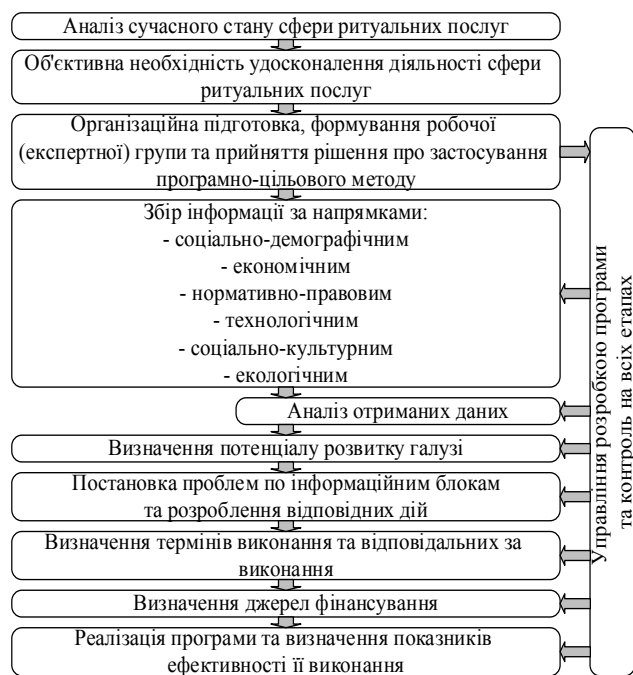 Аналіз сучасного стану сфери ритуальних послуг
Об'єктивна необхідність удосконалення діяльності сфери
ритуальних послуг
Організаційна підготовка, формування робочої
(експертної) групи та прийняття рішення про застосування
програмно-цільового методу
Збір інформації за напрямками:
- соціально-демографічним
- економічним
- нормативно-правовим
- технологічним
- соціально-культурним
- екологічним
Аналіз отриманих даних
Визначення потенціалу розвитку галузі
Постановка проблем по інформаційним блокам
та розроблення відповідних дій
Визначення термінів виконання та відповідальних за
виконання
Визначення джерел фінансування
Реалізація програми та визначення показників
ефективності її виконання
Управління розробкою програми
та контроль на всіх етапах